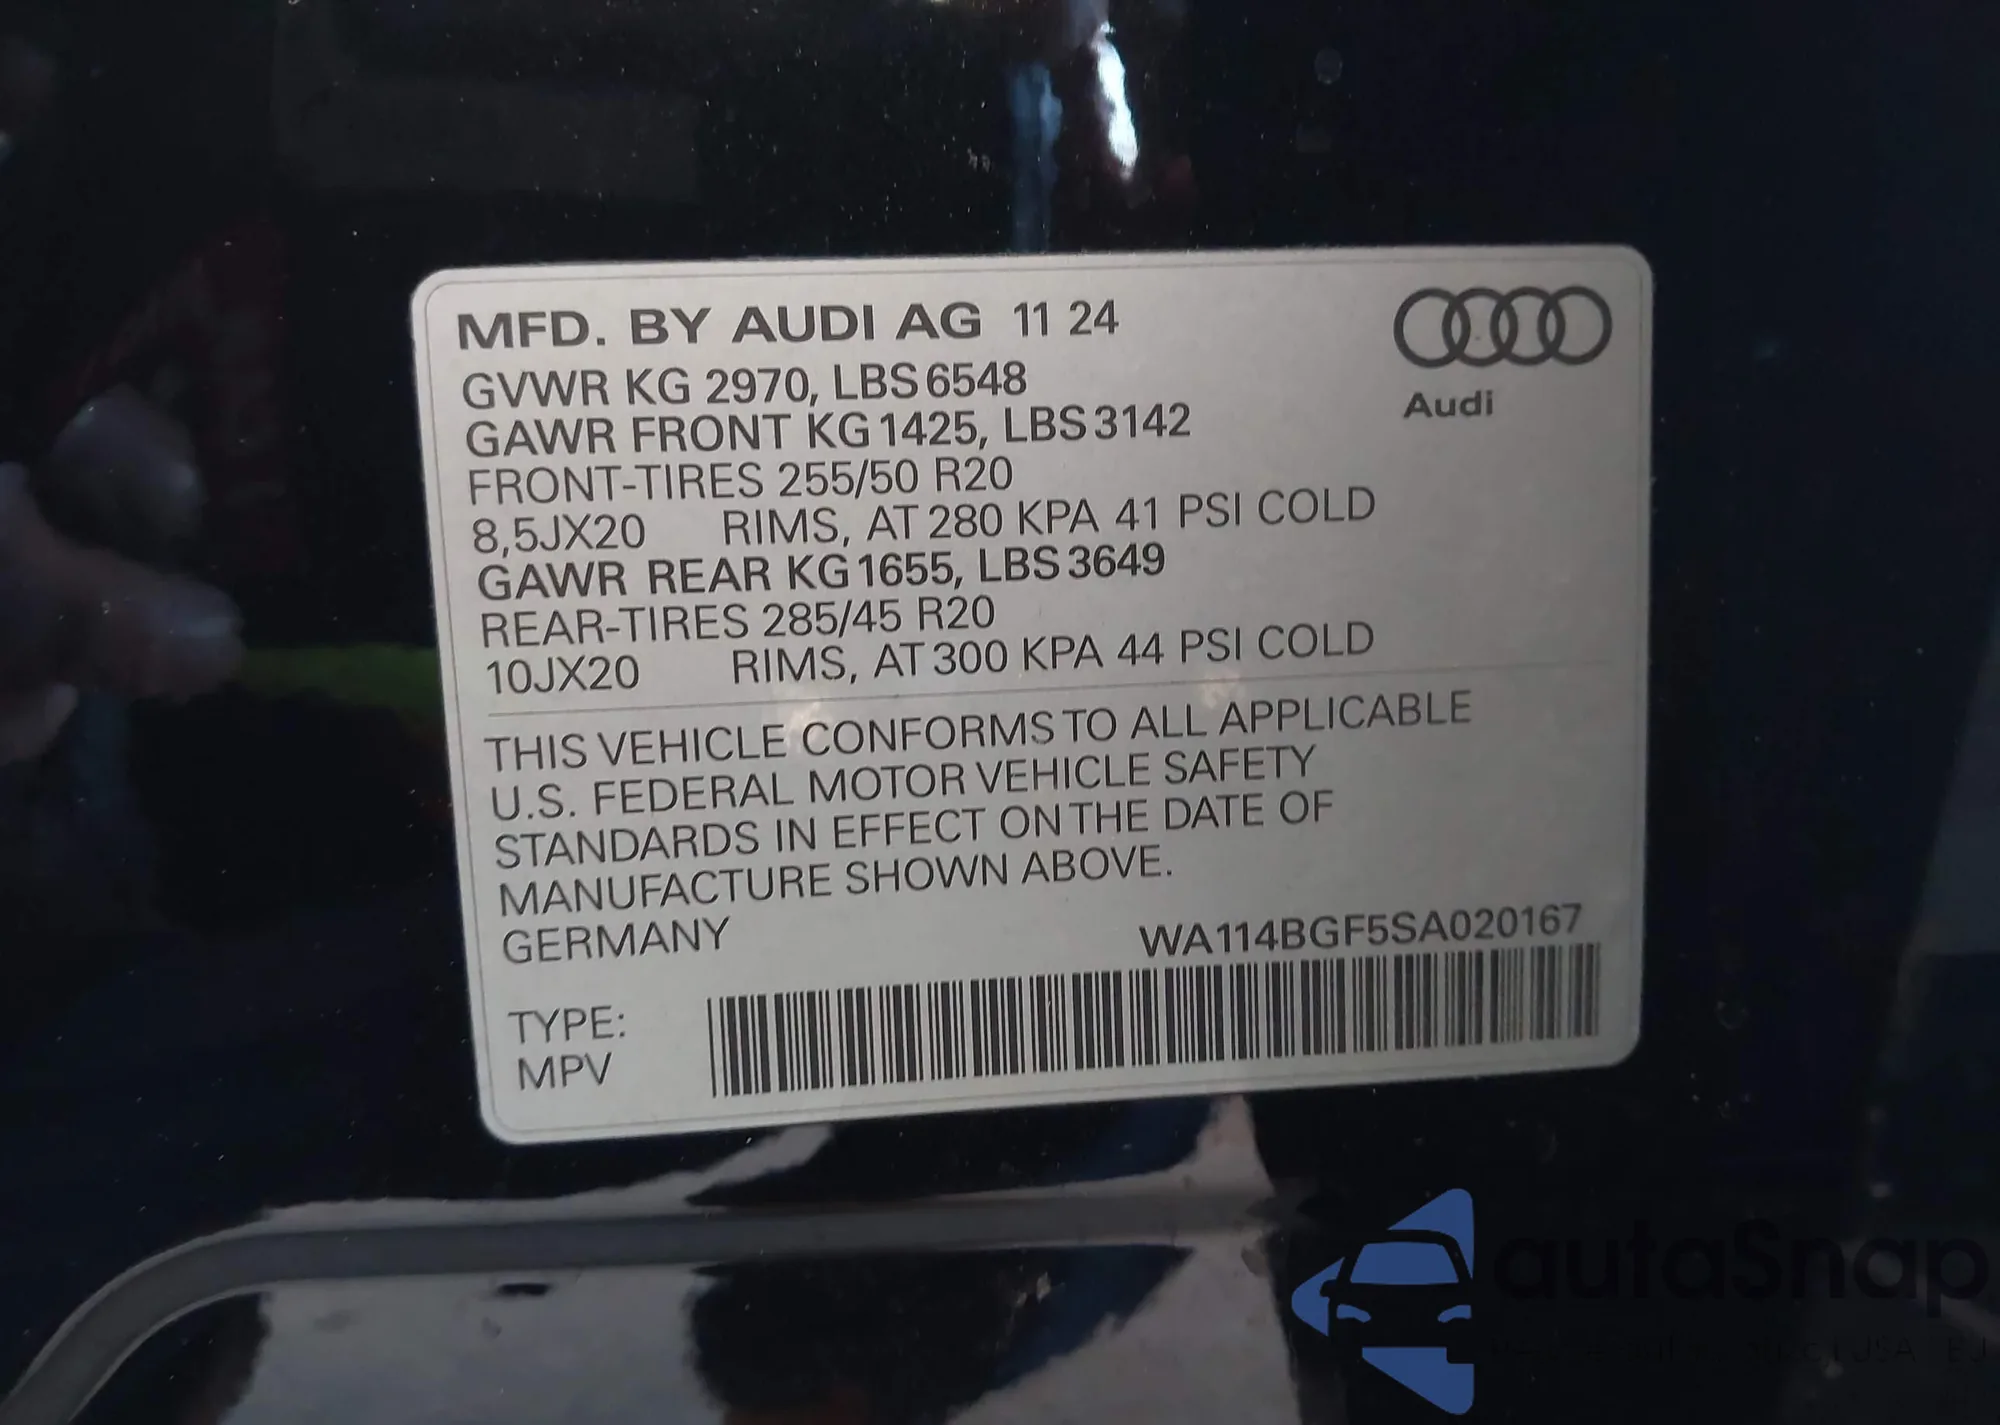 MFD. BY AUDI AG 11 24
Audi
GVWR KG 2970, LBS 6548
GAWR FRONT KG 1425, LBS 3142
FRONT-TIRES 255/50 R20
8,5JX20 RIMS, AT 280 KPA 41 PSI COLD
GAWR REAR KG 1655, LBS 3649
REAR-TIRES 285/45 R20
10JX20 RIMS, AT 300 KPA 44 PSI COLD
THIS VEHICLE CONFORMS TO ALL APPLICABLE
U.S. FEDERAL MOTOR VEHICLE SAFETY
STANDARDS IN EFFECT ON THE DATE OF
MANUFACTURE SHOWN ABOVE.
GERMANY WA114BGF5SA020167
TYPE:
MPV
autaSnap